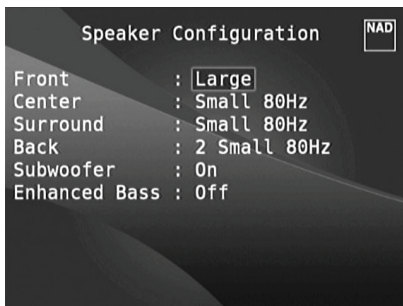 Speaker Configuration
NAD
Front : Large
Center : Small 80Hz
Surround : Small 80Hz
Back : 2 Small 80Hz
Subwoofer : On
Enhanced Bass : Off